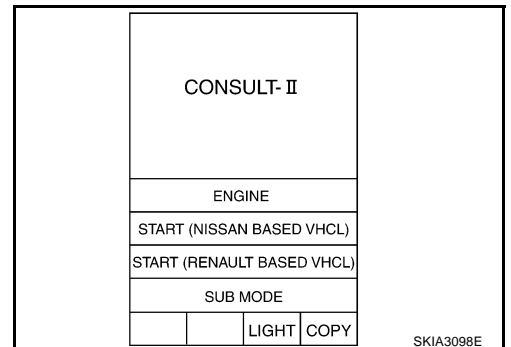 CONSULT-II
ENGINE
START (NISSAN BASED VHCL)
START (RENAULT BASED VHCL)
SUB MODE
LIGHT COPY
SKIA3098E